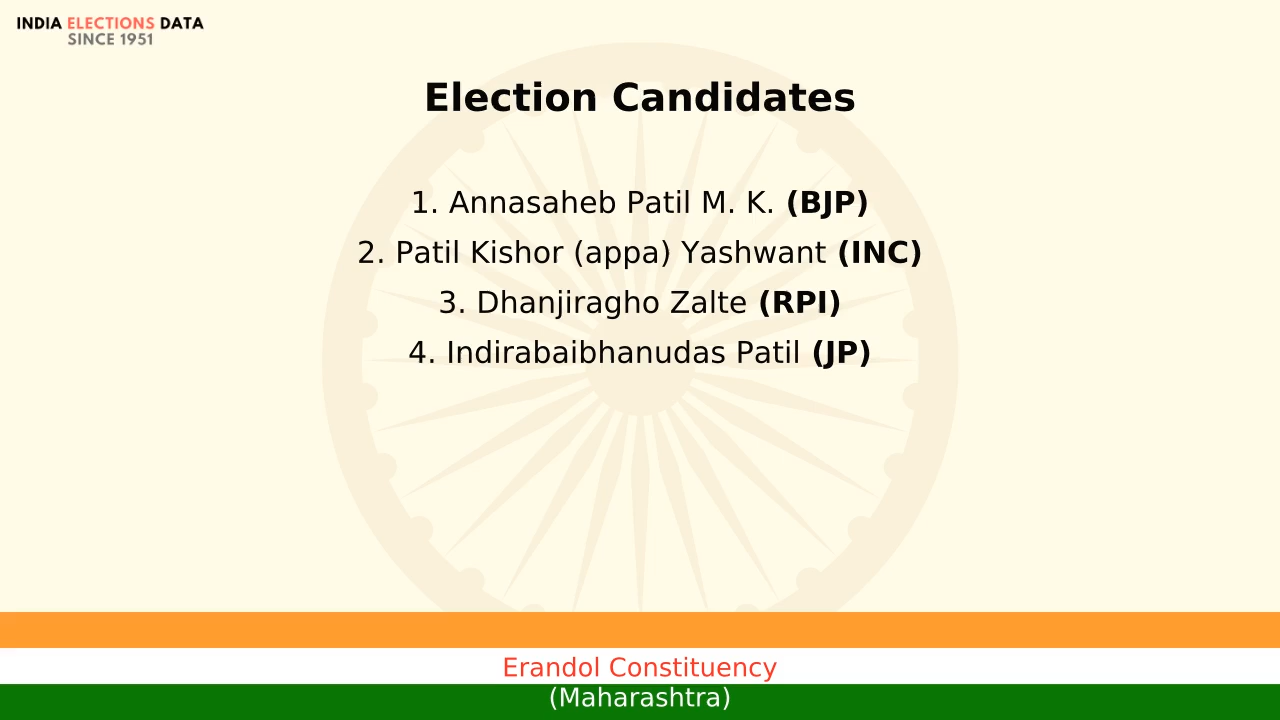 INDIA ELECTIONS DATA
SINCE 1951
Election Candidates
1. Annasaheb Patil M. K. (BJP)
2. Patil Kishor (appa) Yashwant (INC)
3. Dhanjiragho Zalte (RPI)
4. Indirabaibhanudas Patil (JP)
Erandol Constituency
(Maharashtra)